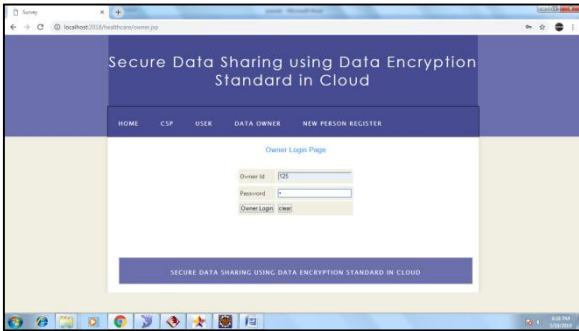 Survey
localhost:2018/healthcare/owner.jsp
Secure Data Sharing using Data Encryption
Standard in Cloud
HOME CSP USER DATA OWNER NEW PERSON REGISTER
Owner Login Page
Owner Id 125
Password
Owner Login clear
SECURE DATA SHARING USING DATA ENCRYPTION STANDARD IN CLOUD